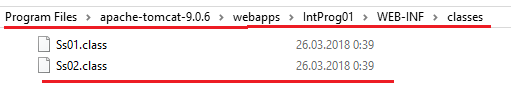 Program Files › apache-tomcat-9.0.6 › webapps › IntProg01 › WEB-INF › classes
Ss01.class 26.03.2018 0:39
Ss02.class 26.03.2018 0:39